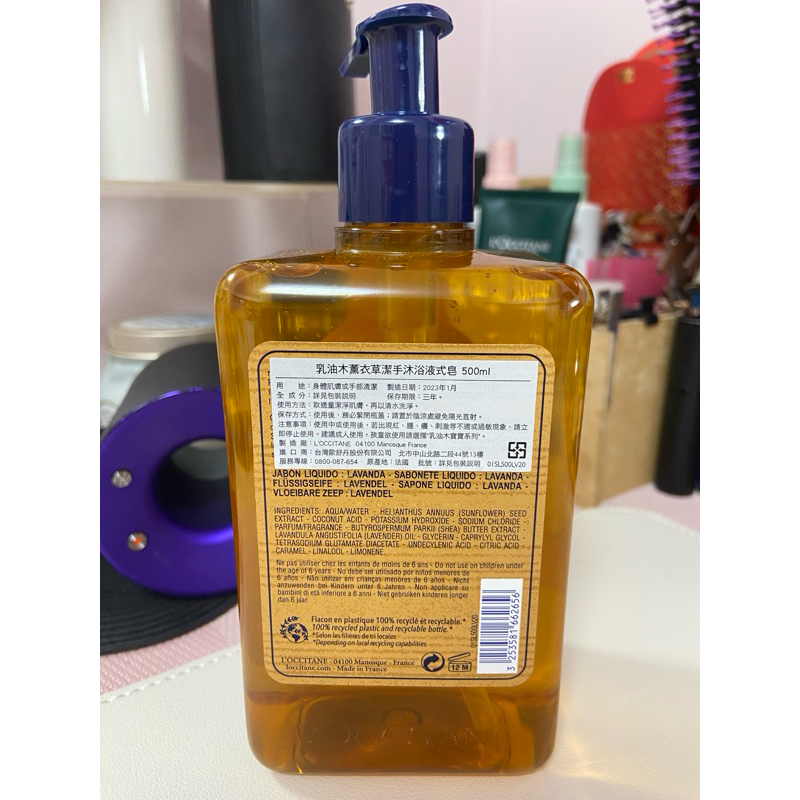 L'OCCITANE
乳油木薰衣草潔手沐浴液式皂 500ml
用　途：身體肌膚或手部清潔　製造日期：2023年1月
全 成 分：詳見包裝説明　保存期限：三年。
使用方法：取適量潔淨肌膚，再以清水洗淨。
保存方式：使用後，務必緊閉瓶蓋；請置於陰涼處避免陽光直射。
注意事項：使用中或使用後，若出現紅、腫、癢、刺激等不適或過敏現象，請立
即停止使用。建議成人使用，孩童欲使用請選擇"乳油木寶寶系列"。
製 造 廠：L'OCCITANE 04100 Manosque France
進 口 商：台灣歐舒丹股份有限公司　北市中山北路二段44號13樓
服務專線：0800-087-654　原產地：法國　批號：詳見包裝説明　01SL500LV20
JABÓN LÍQUIDO : LAVANDA - SABONETE LÍQUIDO : LAVANDA -
FLÜSSIGSEIFE : LAVENDEL - SAPONE LIQUIDO : LAVANDA -
VLOEIBARE ZEEP : LAVENDEL
INGREDIENTS: AQUA/WATER - HELIANTHUS ANNUUS (SUNFLOWER) SEED
EXTRACT - COCONUT ACID - POTASSIUM HYDROXIDE - SODIUM CHLORIDE -
PARFUM/FRAGRANCE - BUTYROSPERMUM PARKII (SHEA) BUTTER EXTRACT -
LAVANDULA ANGUSTIFOLIA (LAVENDER) OIL - GLYCERIN - CAPRYLYL GLYCOL
TETRASODIUM GLUTAMATE DIACETATE - UNDECYLENIC ACID - CITRIC ACID -
CARAMEL - LINALOOL - LIMONENE.
Ne pas utiliser chez les enfants de moins de 6 ans - Do not use on children under
the age of 6 years - No debe ser utilizado por niños menores de
6 años - Não utilizar em crianças menores de 6 anos - Nicht
anzuwenden bei Kindern unter 6 Jahren - Non applicare su
bambini di età inferiore a 6 anni - Niet gebruiken kinderen jonger
dan 6 jaar.
Flacon en plastique 100% recyclé et recyclable. *
100% recycled plastic and recyclable bottle. *
*Selon les filières de tri locales
*Depending on local recycling capabilities
L'OCCITANE - 04100 Manosque - France
loccitane.com - Made in France
12 M
01SL500LV20
3 253581 662656
L'OCCITANE